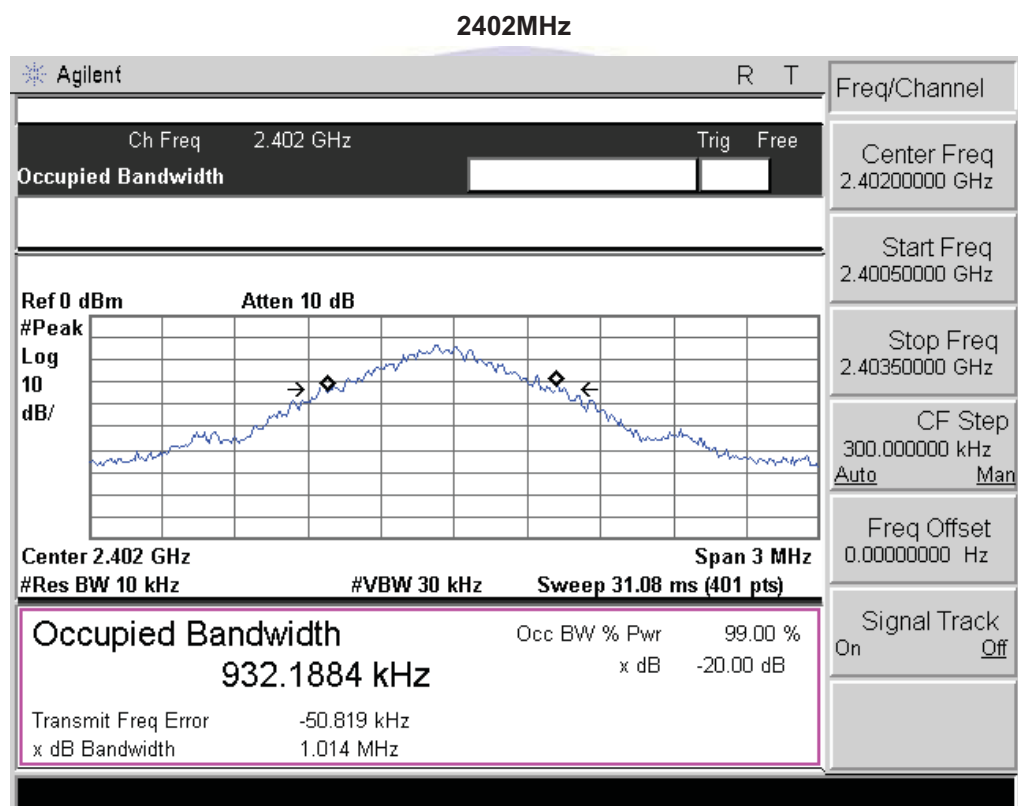 2402MHz
Agilent
R T
Freq/Channel
Ch Freq 2.402 GHz Trig Free
Occupied Bandwidth
Center Freq
2.40200000 GHz
Start Freq
2.40050000 GHz
Stop Freq
2.40350000 GHz
CF Step
300.000000 kHz
Auto Man
Freq Offset
0.00000000 Hz
Signal Track
On Off
Ref 0 dBm Atten 10 dB
#Peak
Log
10
dB/
Center 2.402 GHz Span 3 MHz
#Res BW 10 kHz #VBW 30 kHz Sweep 31.08 ms (401 pts)
Occupied Bandwidth Occ BW % Pwr 99.00 %
932.1884 kHz x dB -20.00 dB
Transmit Freq Error -50.819 kHz
x dB Bandwidth 1.014 MHz